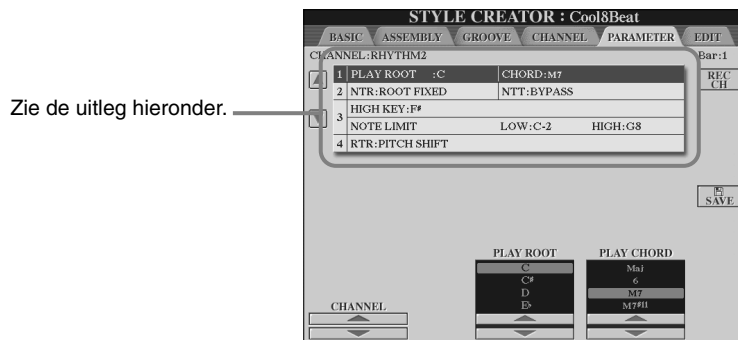 STYLE CREATOR : Cool8Beat
BASIC ASSEMBLY GROOVE CHANNEL PARAMETER EDIT
CHANNEL:RHYTHM2 Bar:1
1 PLAY ROOT :C CHORD:M7
REC CH
2 NTR:ROOT FIXED NTT:BYPASS
Zie de uitleg hieronder.
3 HIGH KEY:F♯
NOTE LIMIT LOW:C-2 HIGH:G8
4 RTR:PITCH SHIFT
SAVE
PLAY ROOT PLAY CHORD
C Maj
C♯ 6
D M7
E♭ M7♯11
CHANNEL